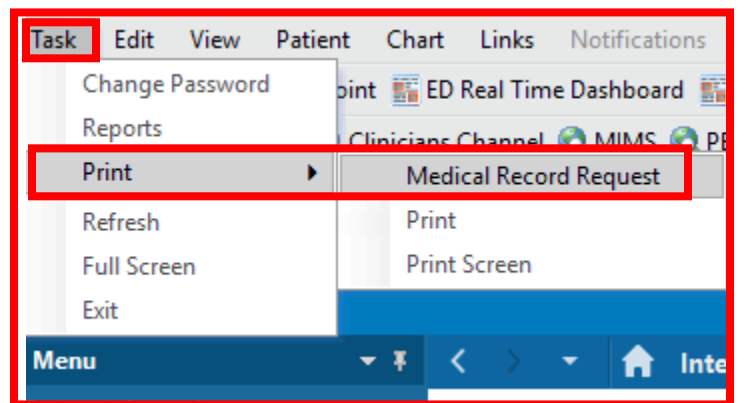 Task Edit View Patient Chart Links Notifications
Change Password
ED Real Time Dashboard
Reports
Clinicians Channel MIMS
Print
Medical Record Request
Refresh
Print
Full Screen
Print Screen
Exit
Menu